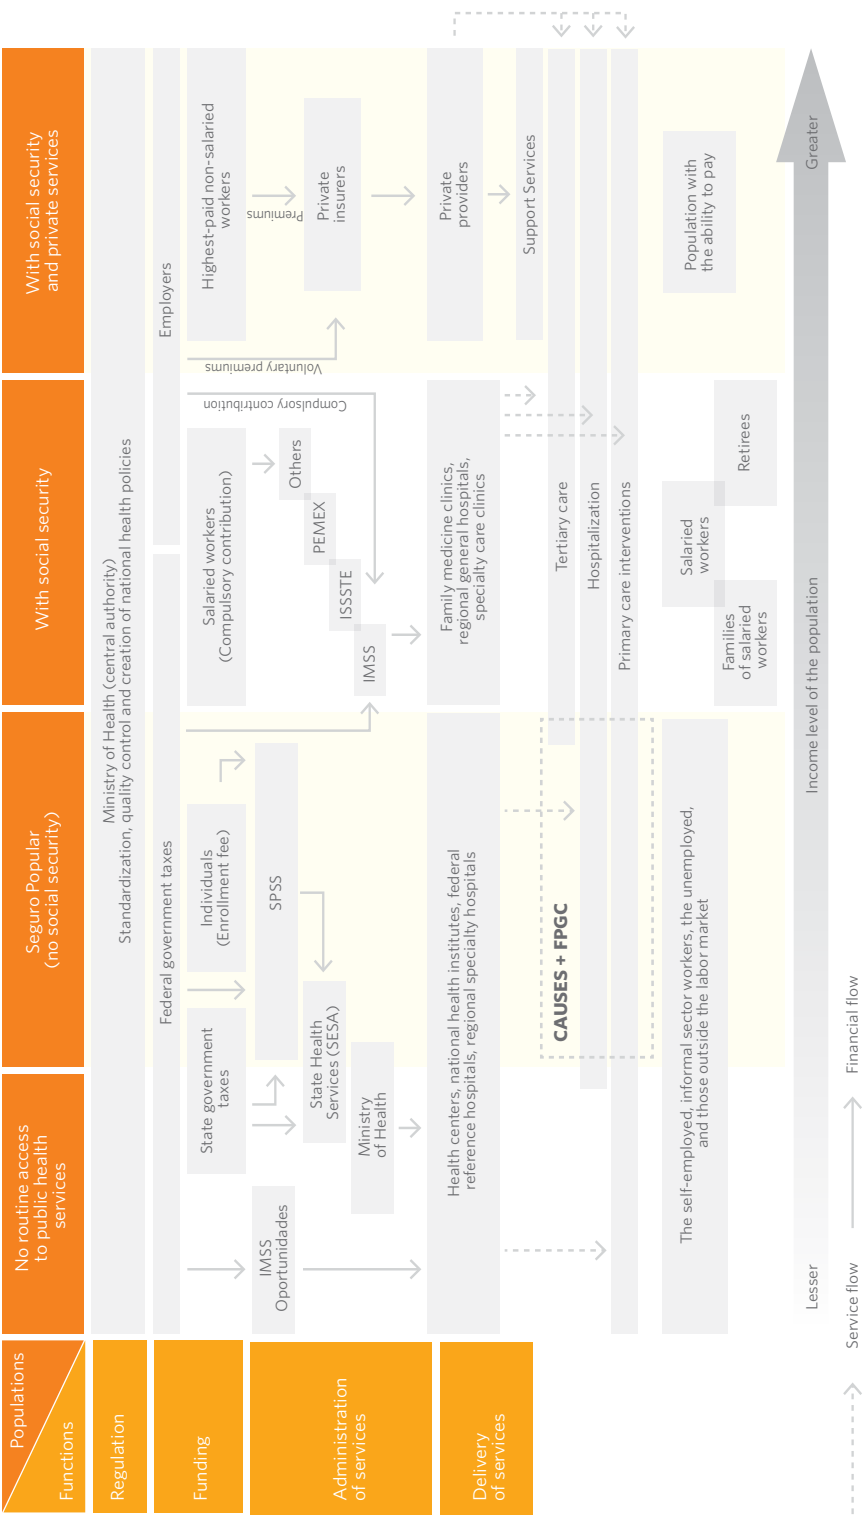 Populations
Functions
No routine access
to public health
services
Seguro Popular
(no social security)
With social security
With social security
and private services
Regulation
Ministry of Health (central authority)
Standardization, quality control and creation of national health policies
Funding
Federal government taxes
Employers
State government
taxes
Individuals
(Enrollment fee)
Salaried workers
(Compulsory contribution)
Highest-paid non-salaried
workers
Compulsory contribution
Voluntary premiums
Premiums
Administration
of services
IMSS
Oportunidades
SPSS
State Health
Services (SESA)
Ministry
of Health
IMSS
ISSSTE
PEMEX
Others
Private
insurers
Delivery
of services
Health centers, national health institutes, federal
reference hospitals, regional specialty hospitals
Family medicine clinics,
regional general hospitals,
specialty care clinics
Private
providers
Support Services
CAUSES + FPGC
Tertiary care
Hospitalization
Primary care interventions
The self-employed, informal sector workers, the unemployed,
and those outside the labor market
Families
of salaried
workers
Salaried
workers
Retirees
Population with
the ability to pay
Lesser
Income level of the population
Greater
Service flow
Financial flow